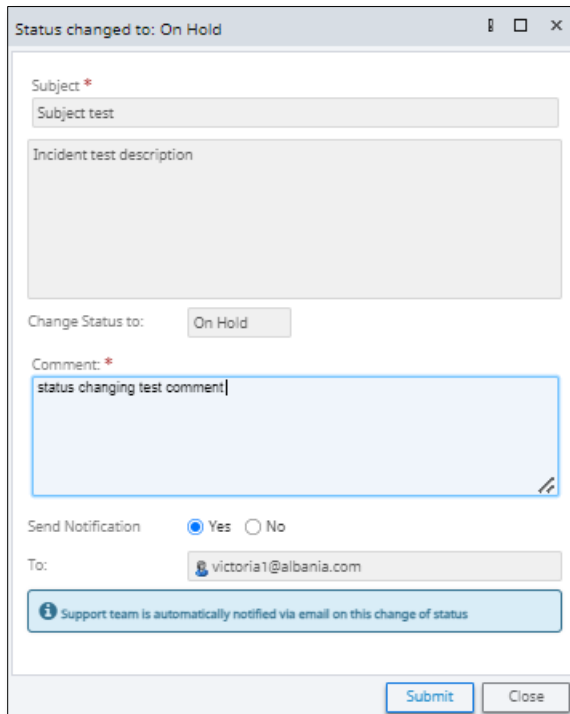 Status changed to: On Hold
Subject *
Subject test
Incident test description
Change Status to: On Hold
Comment: *
status changing test comment
Send Notification Yes No
To: victoria1@albania.com
Support team is automatically notified via email on this change of status
Submit Close